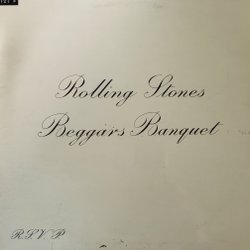 Rolling Stones
Beggars Banquet
R.S.V.P.